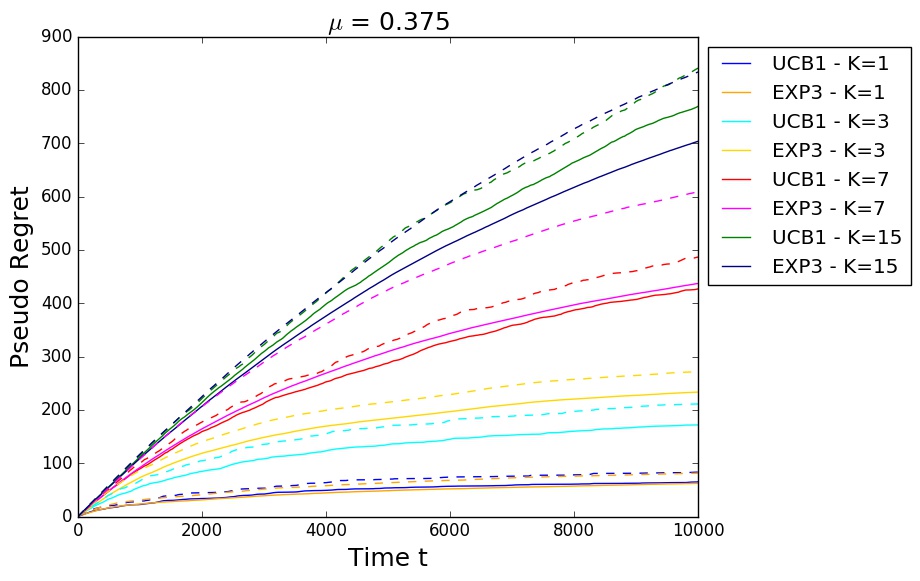 μ = 0.375
900
800
700
600
500
400
300
200
100
0
Pseudo Regret
0 2000 4000 6000 8000 10000
Time t
UCB1 - K=1
EXP3 - K=1
UCB1 - K=3
EXP3 - K=3
UCB1 - K=7
EXP3 - K=7
UCB1 - K=15
EXP3 - K=15